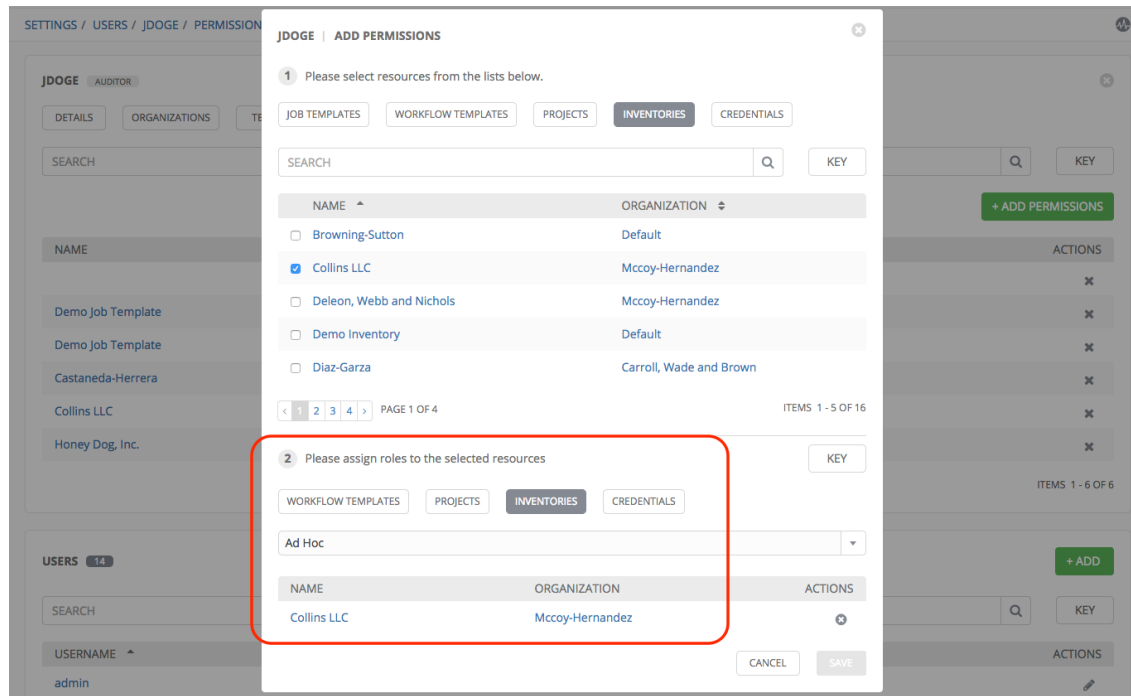 SETTINGS / USERS / JDOGE / PERMISSION
JDOGE AUDITOR
DETAILS ORGANIZATIONS TE
SEARCH KEY
+ ADD PERMISSIONS
NAME ACTIONS
Demo Job Template
Demo Job Template
Castaneda-Herrera
Collins LLC
Honey Dog, Inc.
ITEMS 1 - 6 OF 6
USERS 14 + ADD
SEARCH KEY
USERNAME ACTIONS
admin
JDOGE | ADD PERMISSIONS
1 Please select resources from the lists below.
JOB TEMPLATES WORKFLOW TEMPLATES PROJECTS INVENTORIES CREDENTIALS
SEARCH KEY
NAME ORGANIZATION
Browning-Sutton Default
Collins LLC Mccoy-Hernandez
Deleon, Webb and Nichols Mccoy-Hernandez
Demo Inventory Default
Diaz-Garza Carroll, Wade and Brown
< 1 2 3 4 > PAGE 1 OF 4 ITEMS 1 - 5 OF 16
2 Please assign roles to the selected resources KEY
WORKFLOW TEMPLATES PROJECTS INVENTORIES CREDENTIALS
Ad Hoc
NAME ORGANIZATION ACTIONS
Collins LLC Mccoy-Hernandez
CANCEL SAVE